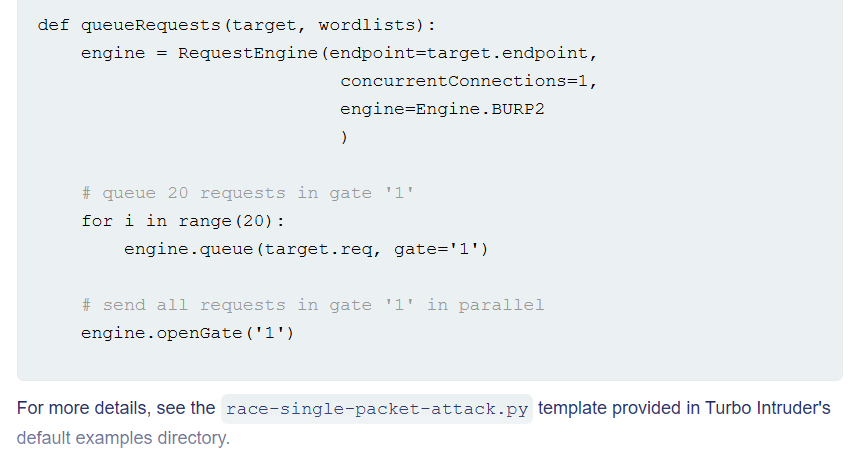 def queueRequests(target, wordlists):
    engine = RequestEngine(endpoint=target.endpoint,
                            concurrentConnections=1,
                            engine=Engine.BURP2
                            )
    # queue 20 requests in gate '1'
    for i in range(20):
        engine.queue(target.req, gate='1')
    # send all requests in gate '1' in parallel
    engine.openGate('1')
For more details, see the race-single-packet-attack.py template provided in Turbo Intruder's
default examples directory.